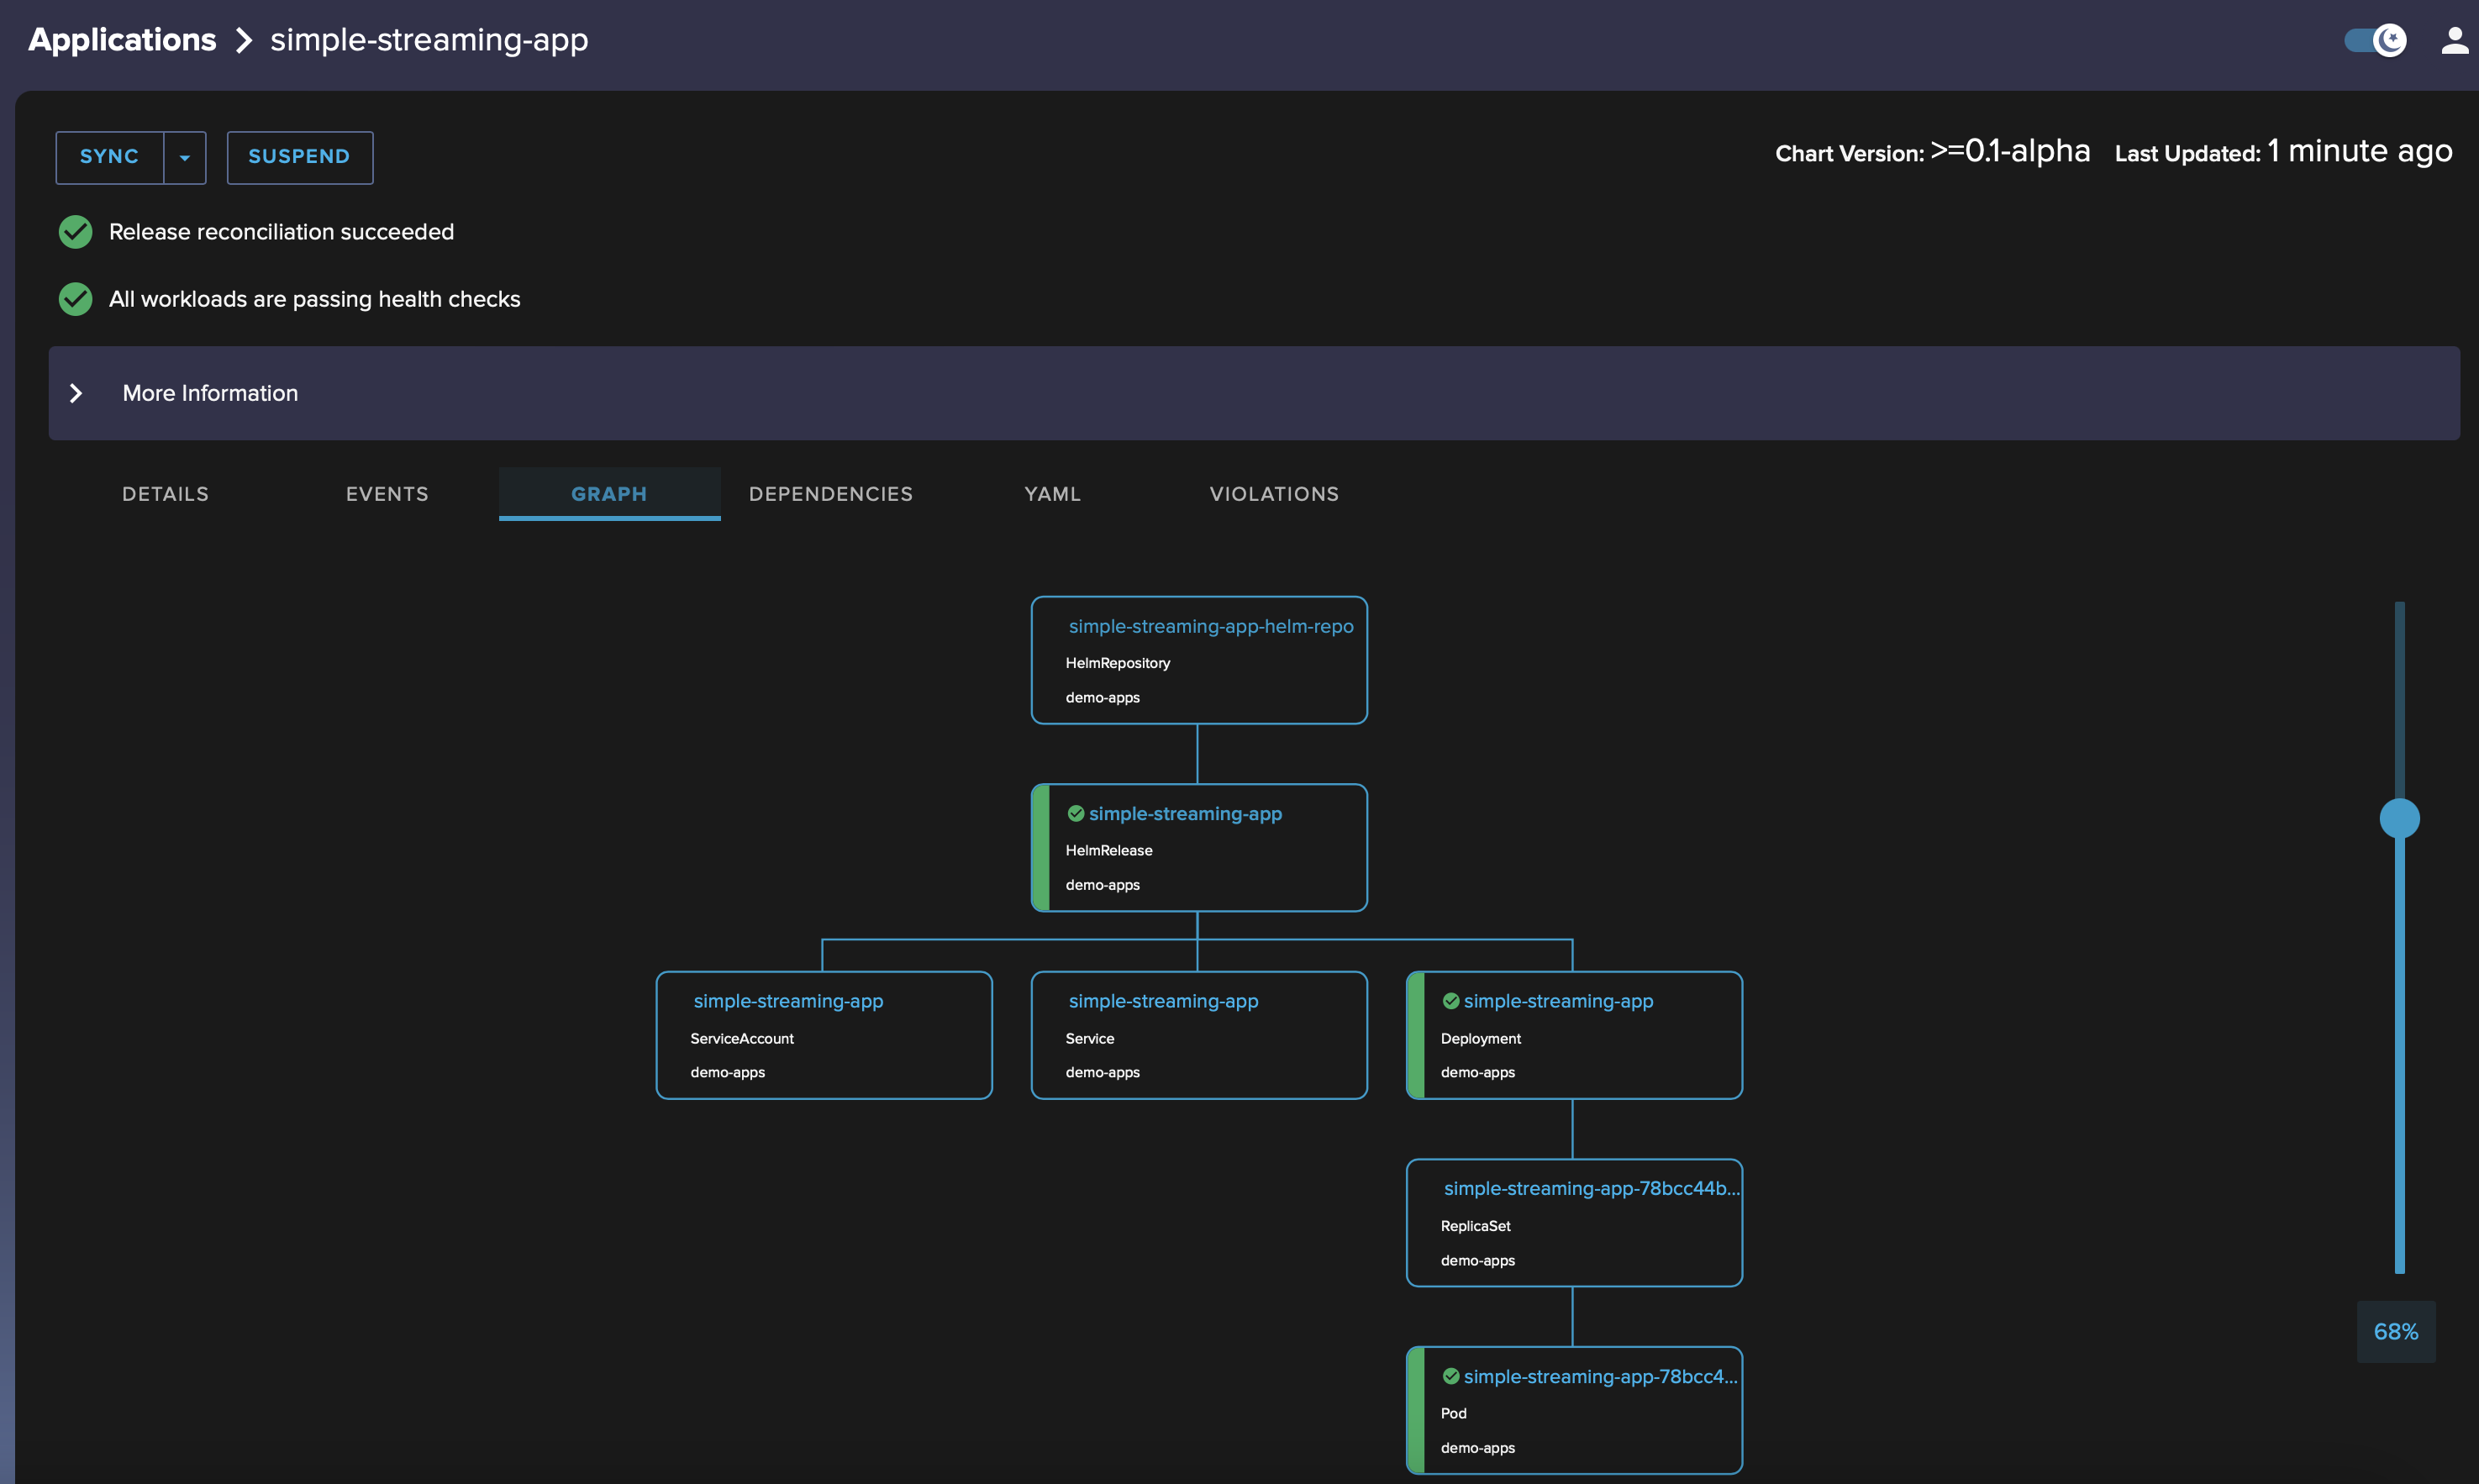 Applications > simple-streaming-app
SYNC SUSPEND
Chart Version: >=0.1-alpha Last Updated: 1 minute ago
Release reconciliation succeeded
All workloads are passing health checks
More Information
DETAILS EVENTS GRAPH DEPENDENCIES YAML VIOLATIONS
simple-streaming-app-helm-repo
HelmRepository
demo-apps
simple-streaming-app
HelmRelease
demo-apps
simple-streaming-app
ServiceAccount
demo-apps
simple-streaming-app
Service
demo-apps
simple-streaming-app
Deployment
demo-apps
simple-streaming-app-78bcc44b...
ReplicaSet
demo-apps
68%
simple-streaming-app-78bcc4...
Pod
demo-apps